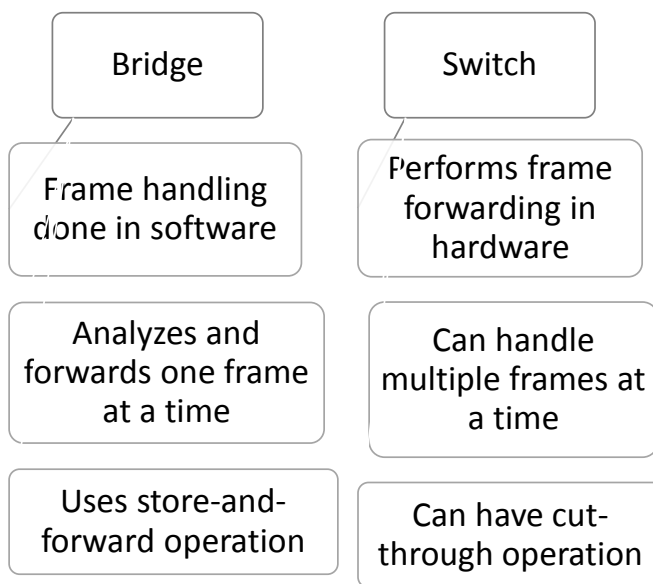 Bridge
Frame handling
done in software
Analyzes and
forwards one frame
at a time
Uses store-and-
forward operation
Switch
Performs frame
forwarding in
hardware
Can handle
multiple frames at
a time
Can have cut-
through operation